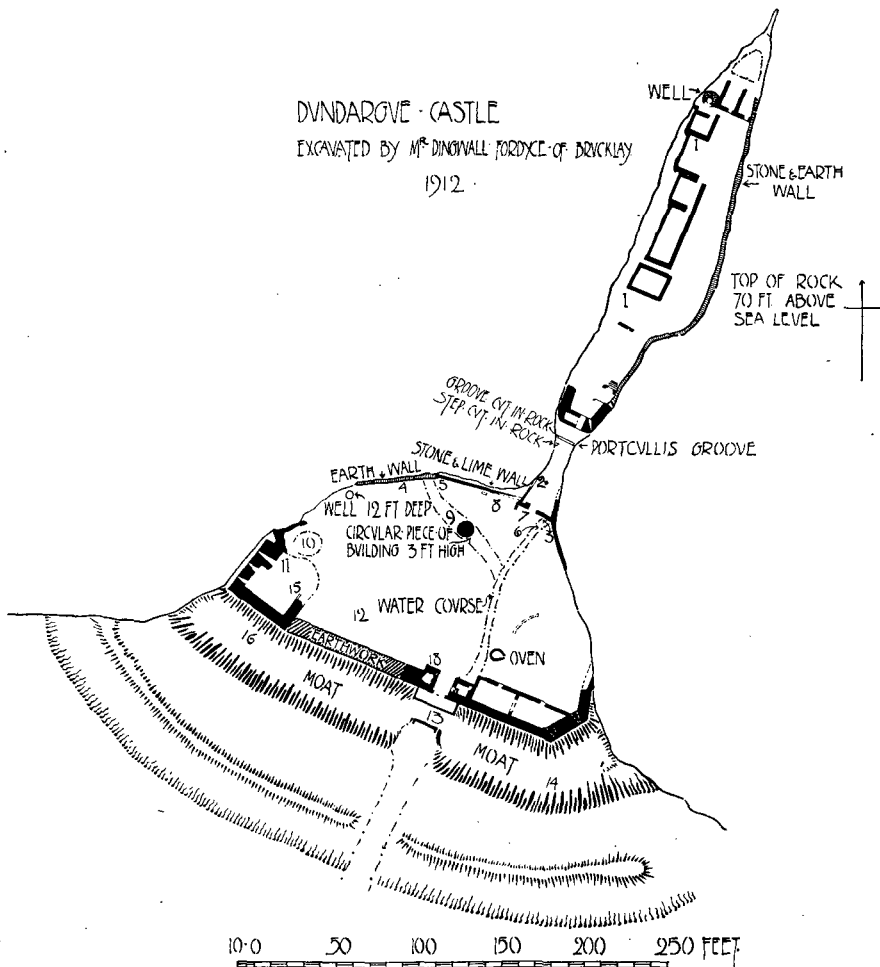 DVNDARGVE · CASTLE
EXCAVATED BY MR DINGWALL FORDYCE · OF BRVCKLAY
1912 ·
WELL
1
STONE & EARTH
WALL
TOP OF ROCK
70 FT. ABOVE
SEA LEVEL
1
GROOVE CVT IN ROCK
STEP CVT IN ROCK
PORTCVLLIS GROOVE
STONE & LIME WALL
EARTH WALL
2
4
5
8
7
6
3
WELL 12 FT DEEP
9
CIRCVLAR PIECE OF
BVILDING 3 FT HIGH
10
11
15
12
WATER COVRSE
OVEN
16
EARTHWORK
18
MOAT
13
MOAT
14
10·0 50 100 150 200 250 FEET